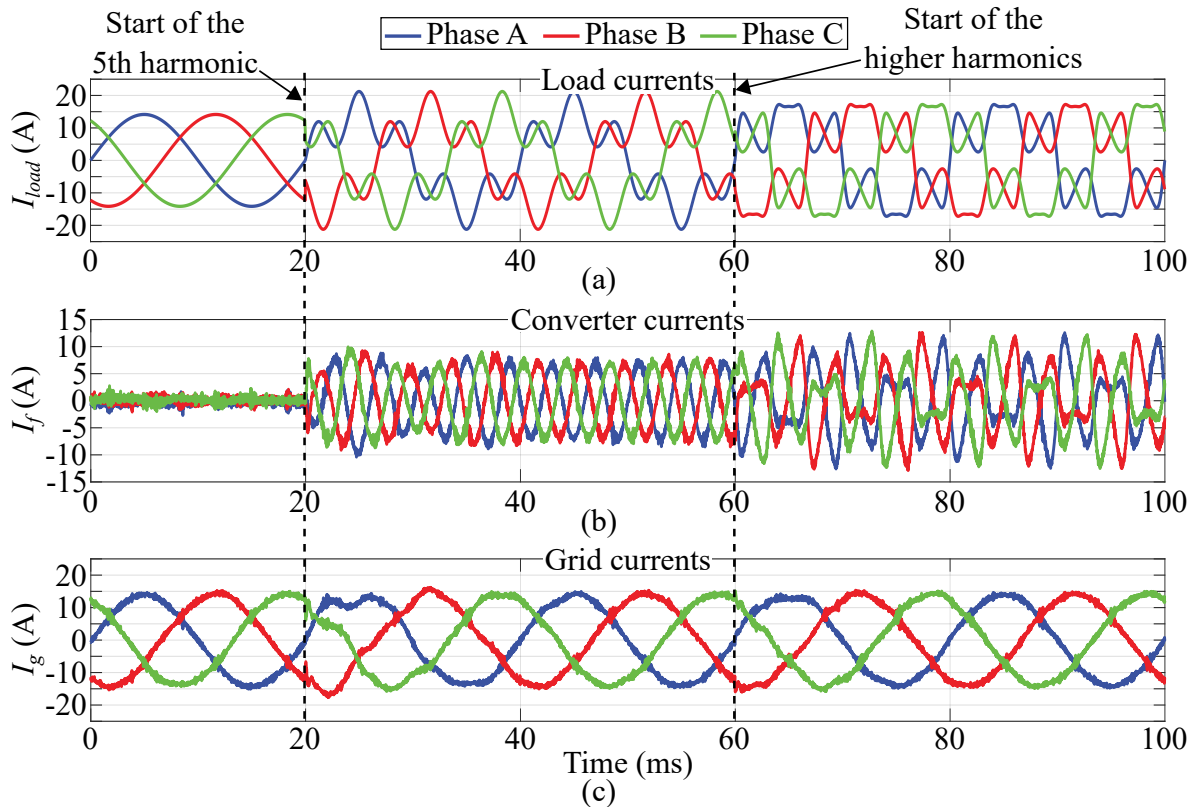 Start of the
5th harmonic
Phase A Phase B Phase C
Start of the
higher harmonics
Load currents
I_load (A)
20
10
0
-10
-20
0 20 40 60 80 100
(a)
Converter currents
I_f (A)
15
10
5
0
-5
-10
-15
0 20 40 60 80 100
(b)
Grid currents
I_g (A)
20
10
0
-10
-20
0 20 40 60 80 100
Time (ms)
(c)